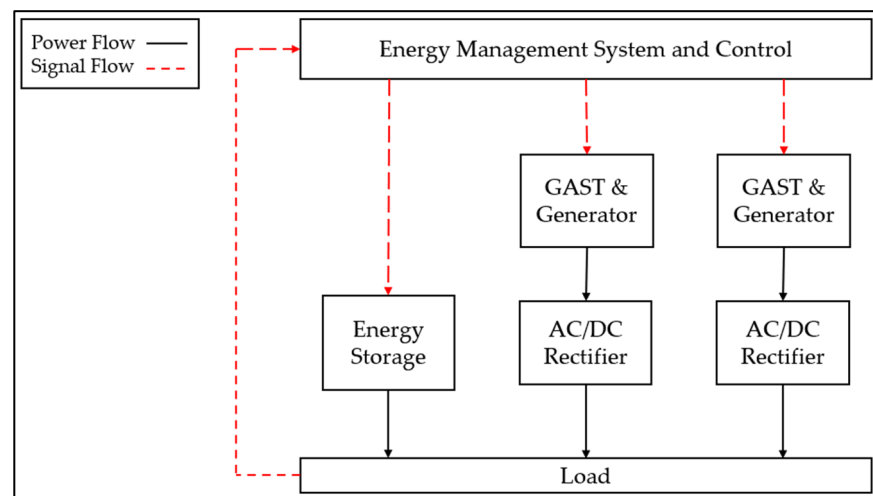 Power Flow
Signal Flow
Energy Management System and Control
GAST &
Generator
GAST &
Generator
Energy
Storage
AC/DC
Rectifier
AC/DC
Rectifier
Load